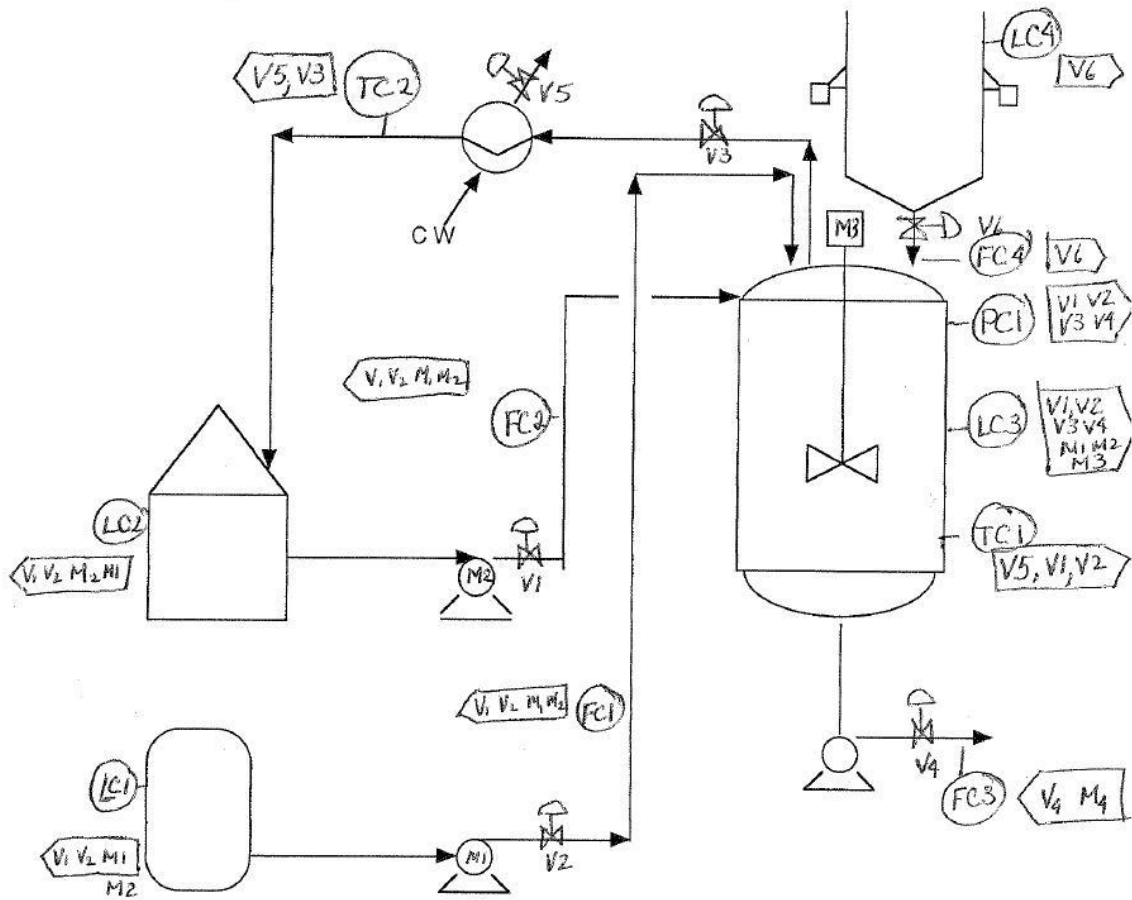 LC4
V6
V5, V3
TC2
V5
V3
CW
M3
V6
FC4
V6
PC1
V1 V2
V3 V4
V1 V2 M1 M2
FC2
LC3
V1, V2
V3 V4
M1 M2
M3
LC2
TC1
V1 V2 M2 M1
M2
V1
V5, V1, V2
V1 V2 M1 M2
FC1
LC1
V4
FC3
V4 M4
V1 V2 M1
M2
M1
V2